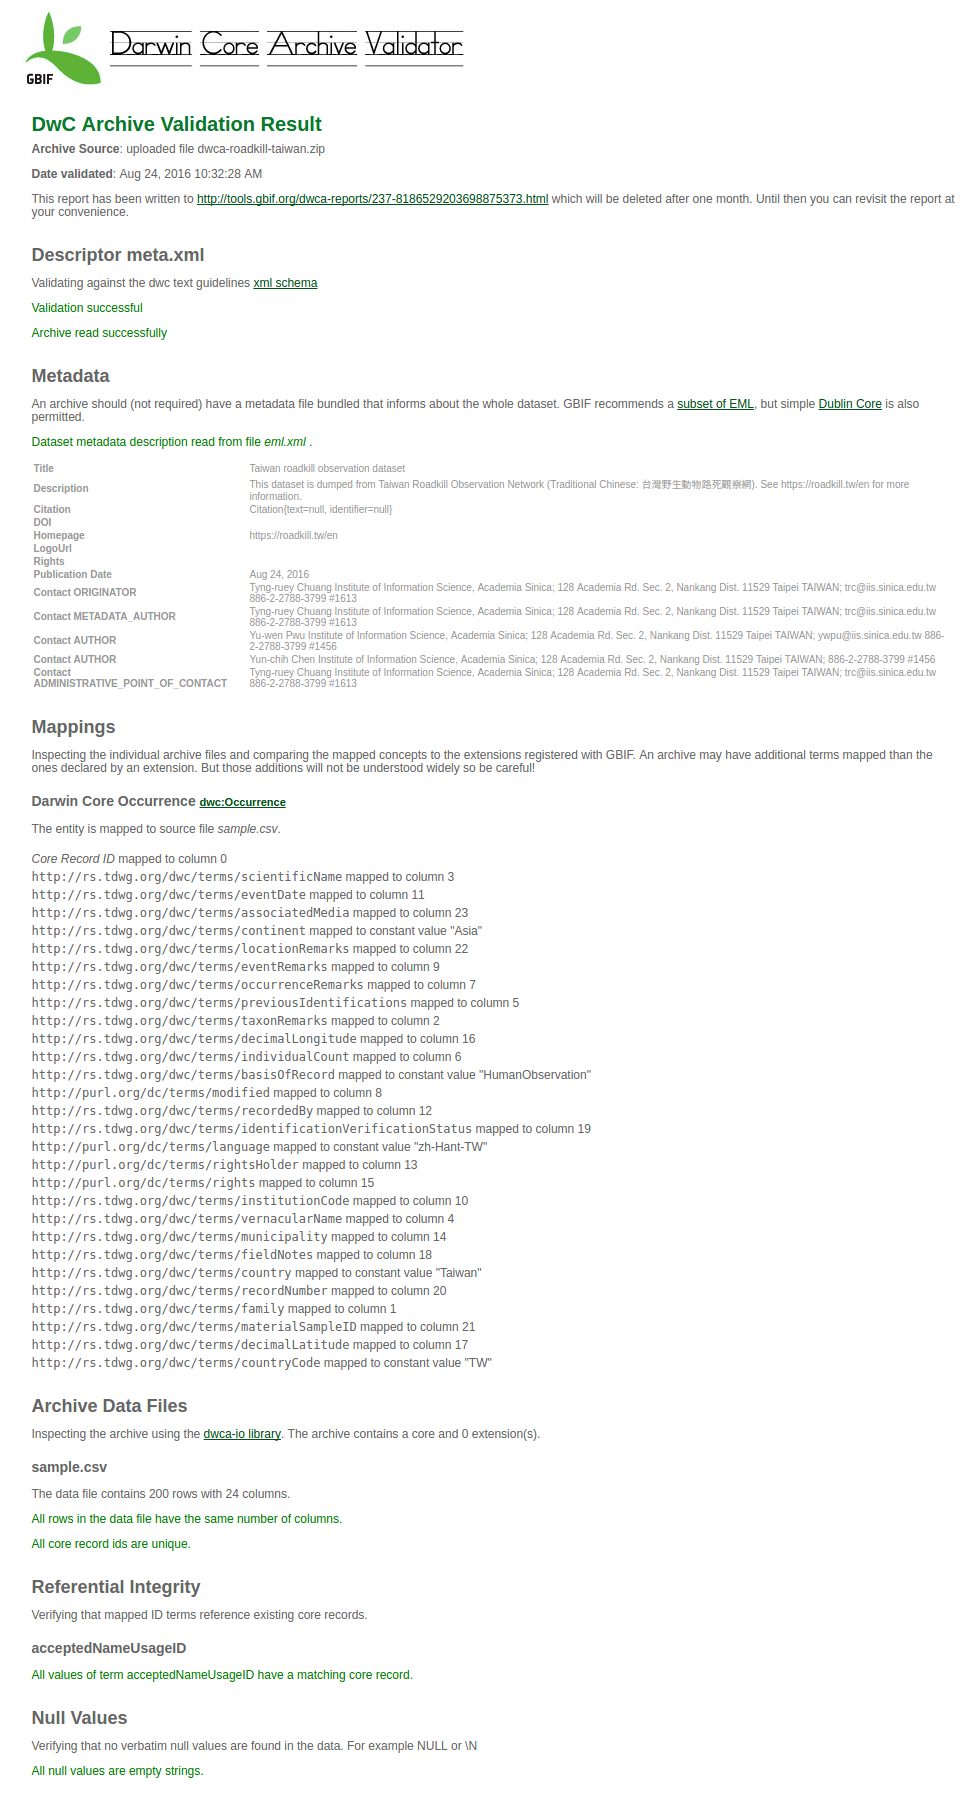 GBIF
Darwin Core Archive Validator
DwC Archive Validation Result
Archive Source: uploaded file dwca-roadkill-taiwan.zip
Date validated: Aug 24, 2016 10:32:28 AM
This report has been written to http://tools.gbif.org/dwca-reports/237-8186529203698875373.html which will be deleted after one month. Until then you can revisit the report at
your convenience.
Descriptor meta.xml
Validating against the dwc text guidelines xml schema
Validation successful
Archive read successfully
Metadata
An archive should (not required) have a metadata file bundled that informs about the whole dataset. GBIF recommends a subset of EML, but simple Dublin Core is also
permitted.
Dataset metadata description read from file eml.xml .
Title Taiwan roadkill observation dataset
Description This dataset is dumped from Taiwan Roadkill Observation Network (Traditional Chinese: 台灣野生動物路死觀察網). See https://roadkill.tw/en for more
information.
Citation Citation{text=null, identifier=null}
DOI
Homepage https://roadkill.tw/en
LogoUrl
Rights
Publication Date Aug 24, 2016
Contact ORIGINATOR Tyng-ruey Chuang Institute of Information Science, Academia Sinica; 128 Academia Rd. Sec. 2, Nankang Dist. 11529 Taipei TAIWAN; trc@iis.sinica.edu.tw
886-2-2788-3799 #1613
Contact METADATA_AUTHOR Tyng-ruey Chuang Institute of Information Science, Academia Sinica; 128 Academia Rd. Sec. 2, Nankang Dist. 11529 Taipei TAIWAN; trc@iis.sinica.edu.tw
886-2-2788-3799 #1613
Contact AUTHOR Yu-wen Pwu Institute of Information Science, Academia Sinica; 128 Academia Rd. Sec. 2, Nankang Dist. 11529 Taipei TAIWAN; ywpu@iis.sinica.edu.tw 886-
2-2788-3799 #1456
Contact AUTHOR Yun-chih Chen Institute of Information Science, Academia Sinica; 128 Academia Rd. Sec. 2, Nankang Dist. 11529 Taipei TAIWAN; 886-2-2788-3799 #1456
Contact Tyng-ruey Chuang Institute of Information Science, Academia Sinica; 128 Academia Rd. Sec. 2, Nankang Dist. 11529 Taipei TAIWAN; trc@iis.sinica.edu.tw
ADMINISTRATIVE_POINT_OF_CONTACT 886-2-2788-3799 #1613
Mappings
Inspecting the individual archive files and comparing the mapped concepts to the extensions registered with GBIF. An archive may have additional terms mapped than the
ones declared by an extension. But those additions will not be understood widely so be careful!
Darwin Core Occurrence dwc:Occurrence
The entity is mapped to source file sample.csv.
Core Record ID mapped to column 0
http://rs.tdwg.org/dwc/terms/scientificName mapped to column 3
http://rs.tdwg.org/dwc/terms/eventDate mapped to column 11
http://rs.tdwg.org/dwc/terms/associatedMedia mapped to column 23
http://rs.tdwg.org/dwc/terms/continent mapped to constant value "Asia"
http://rs.tdwg.org/dwc/terms/locationRemarks mapped to column 22
http://rs.tdwg.org/dwc/terms/eventRemarks mapped to column 9
http://rs.tdwg.org/dwc/terms/occurrenceRemarks mapped to column 7
http://rs.tdwg.org/dwc/terms/previousIdentifications mapped to column 5
http://rs.tdwg.org/dwc/terms/taxonRemarks mapped to column 2
http://rs.tdwg.org/dwc/terms/decimalLongitude mapped to column 16
http://rs.tdwg.org/dwc/terms/individualCount mapped to column 6
http://rs.tdwg.org/dwc/terms/basisOfRecord mapped to constant value "HumanObservation"
http://purl.org/dc/terms/modified mapped to column 8
http://rs.tdwg.org/dwc/terms/recordedBy mapped to column 12
http://rs.tdwg.org/dwc/terms/identificationVerificationStatus mapped to column 19
http://purl.org/dc/terms/language mapped to constant value "zh-Hant-TW"
http://purl.org/dc/terms/rightsHolder mapped to column 13
http://purl.org/dc/terms/rights mapped to column 15
http://rs.tdwg.org/dwc/terms/institutionCode mapped to column 10
http://rs.tdwg.org/dwc/terms/vernacularName mapped to column 4
http://rs.tdwg.org/dwc/terms/municipality mapped to column 14
http://rs.tdwg.org/dwc/terms/fieldNotes mapped to column 18
http://rs.tdwg.org/dwc/terms/country mapped to constant value "Taiwan"
http://rs.tdwg.org/dwc/terms/recordNumber mapped to column 20
http://rs.tdwg.org/dwc/terms/family mapped to column 1
http://rs.tdwg.org/dwc/terms/materialSampleID mapped to column 21
http://rs.tdwg.org/dwc/terms/decimalLatitude mapped to column 17
http://rs.tdwg.org/dwc/terms/countryCode mapped to constant value "TW"
Archive Data Files
Inspecting the archive using the dwca-io library. The archive contains a core and 0 extension(s).
sample.csv
The data file contains 200 rows with 24 columns.
All rows in the data file have the same number of columns.
All core record ids are unique.
Referential Integrity
Verifying that mapped ID terms reference existing core records.
acceptedNameUsageID
All values of term acceptedNameUsageID have a matching core record.
Null Values
Verifying that no verbatim null values are found in the data. For example NULL or \N
All null values are empty strings.